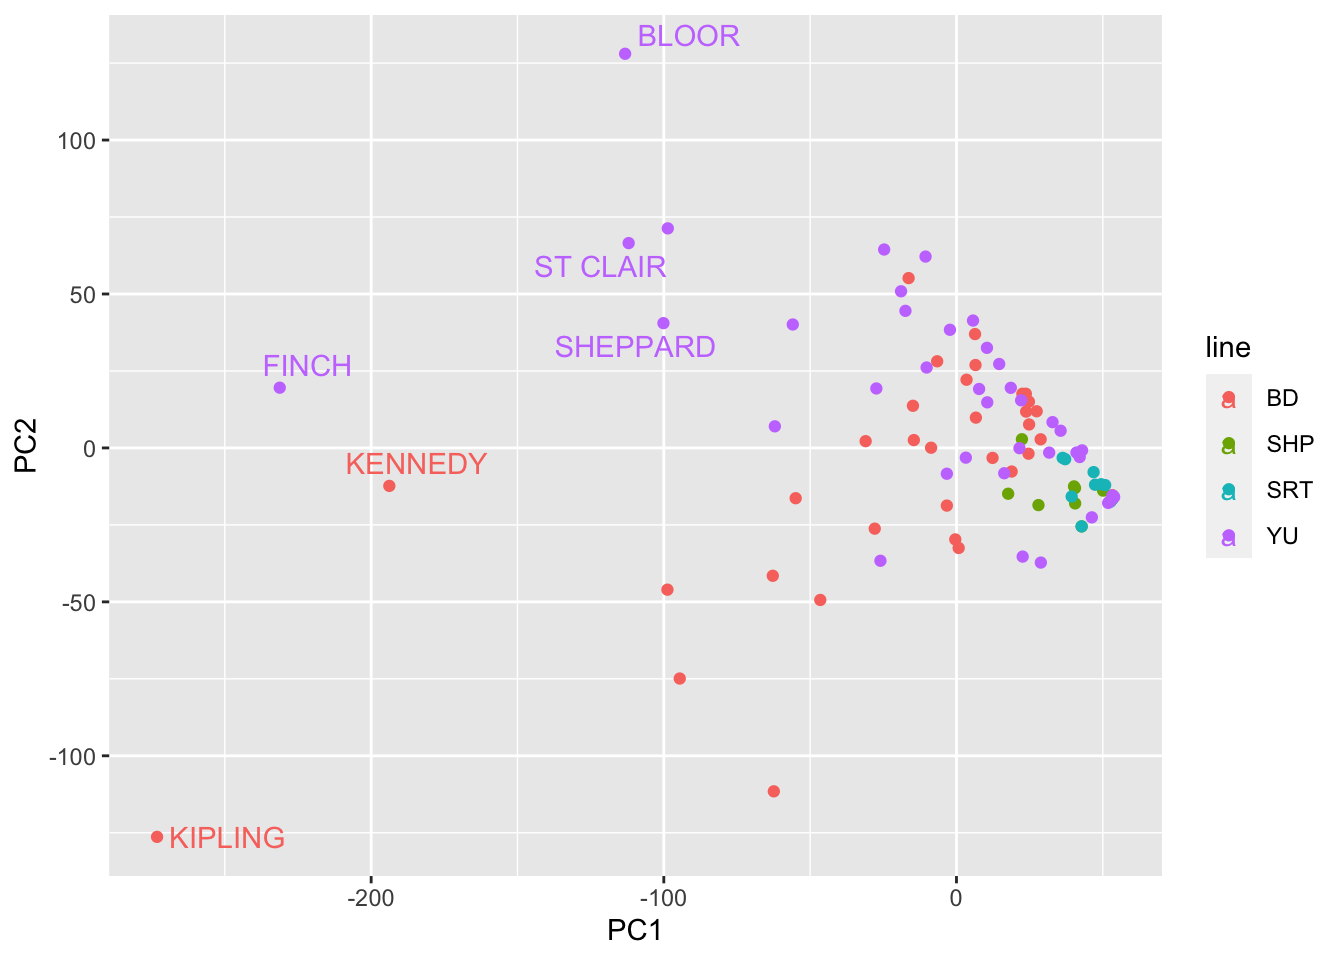 BLOOR
100
50
ST CLAIR
SHEPPARD
FINCH
0
KENNEDY
-50
-100
KIPLING
-200
-100
0
PC1
PC2
line
a BD
a SHP
a SRT
a YU